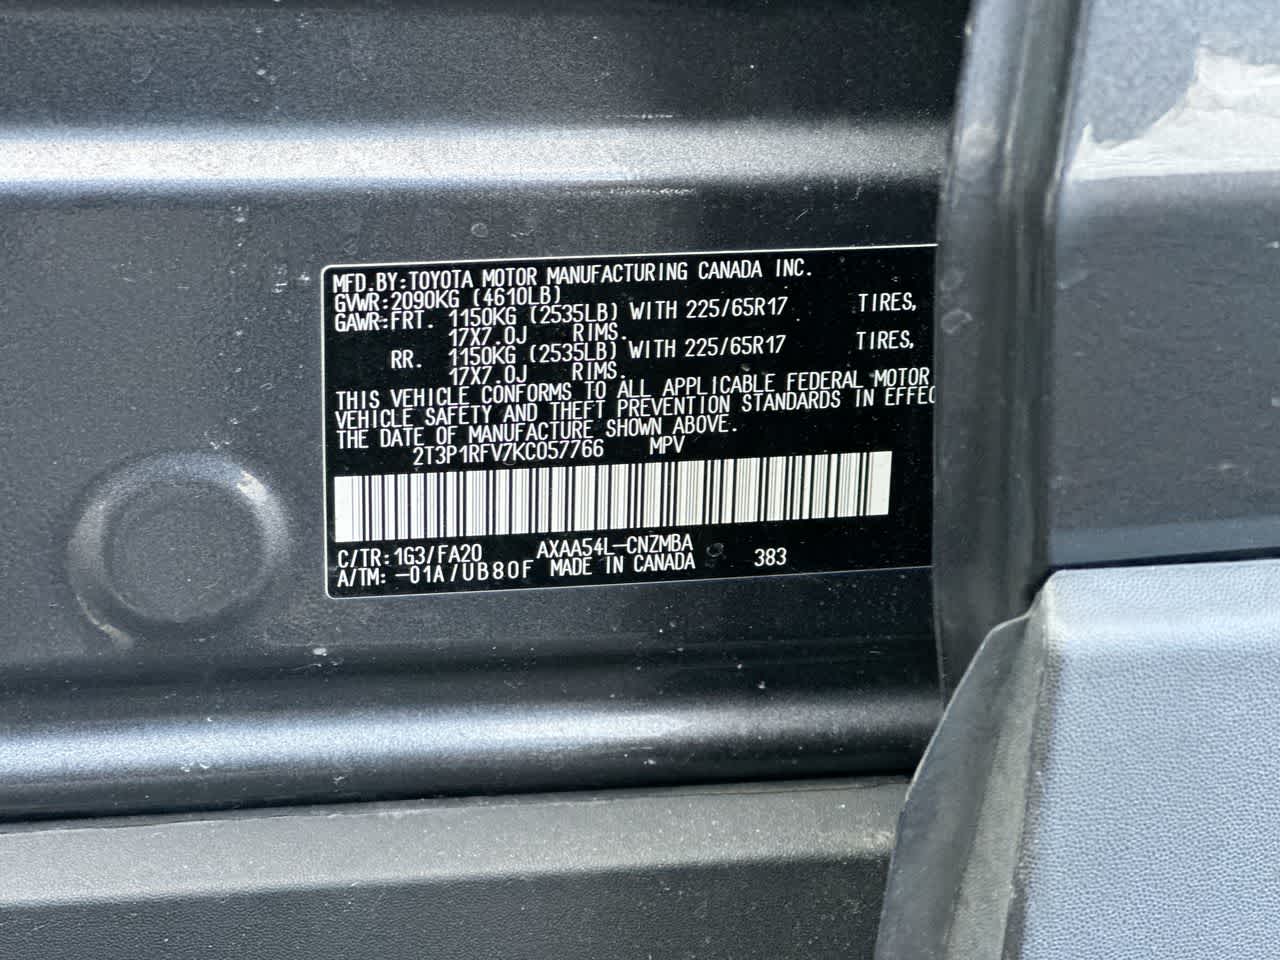 MFD.BY:TOYOTA MOTOR MANUFACTURING CANADA INC.
GVWR:2090KG (4610LB)
GAWR:FRT. 1150KG (2535LB) WITH 225/65R17 TIRES,
17X7.0J RIMS.
RR. 1150KG (2535LB) WITH 225/65R17 TIRES,
17X7.0J RIMS.
THIS VEHICLE CONFORMS TO ALL APPLICABLE FEDERAL MOTOR
VEHICLE SAFETY AND THEFT PREVENTION STANDARDS IN EFFEC
THE DATE OF MANUFACTURE SHOWN ABOVE.
2T3P1RFV7KC057766 MPV
C/TR:1G3/FA20 AXAA54L-CNZMBA
A/TM:-01A/UB80F MADE IN CANADA 383